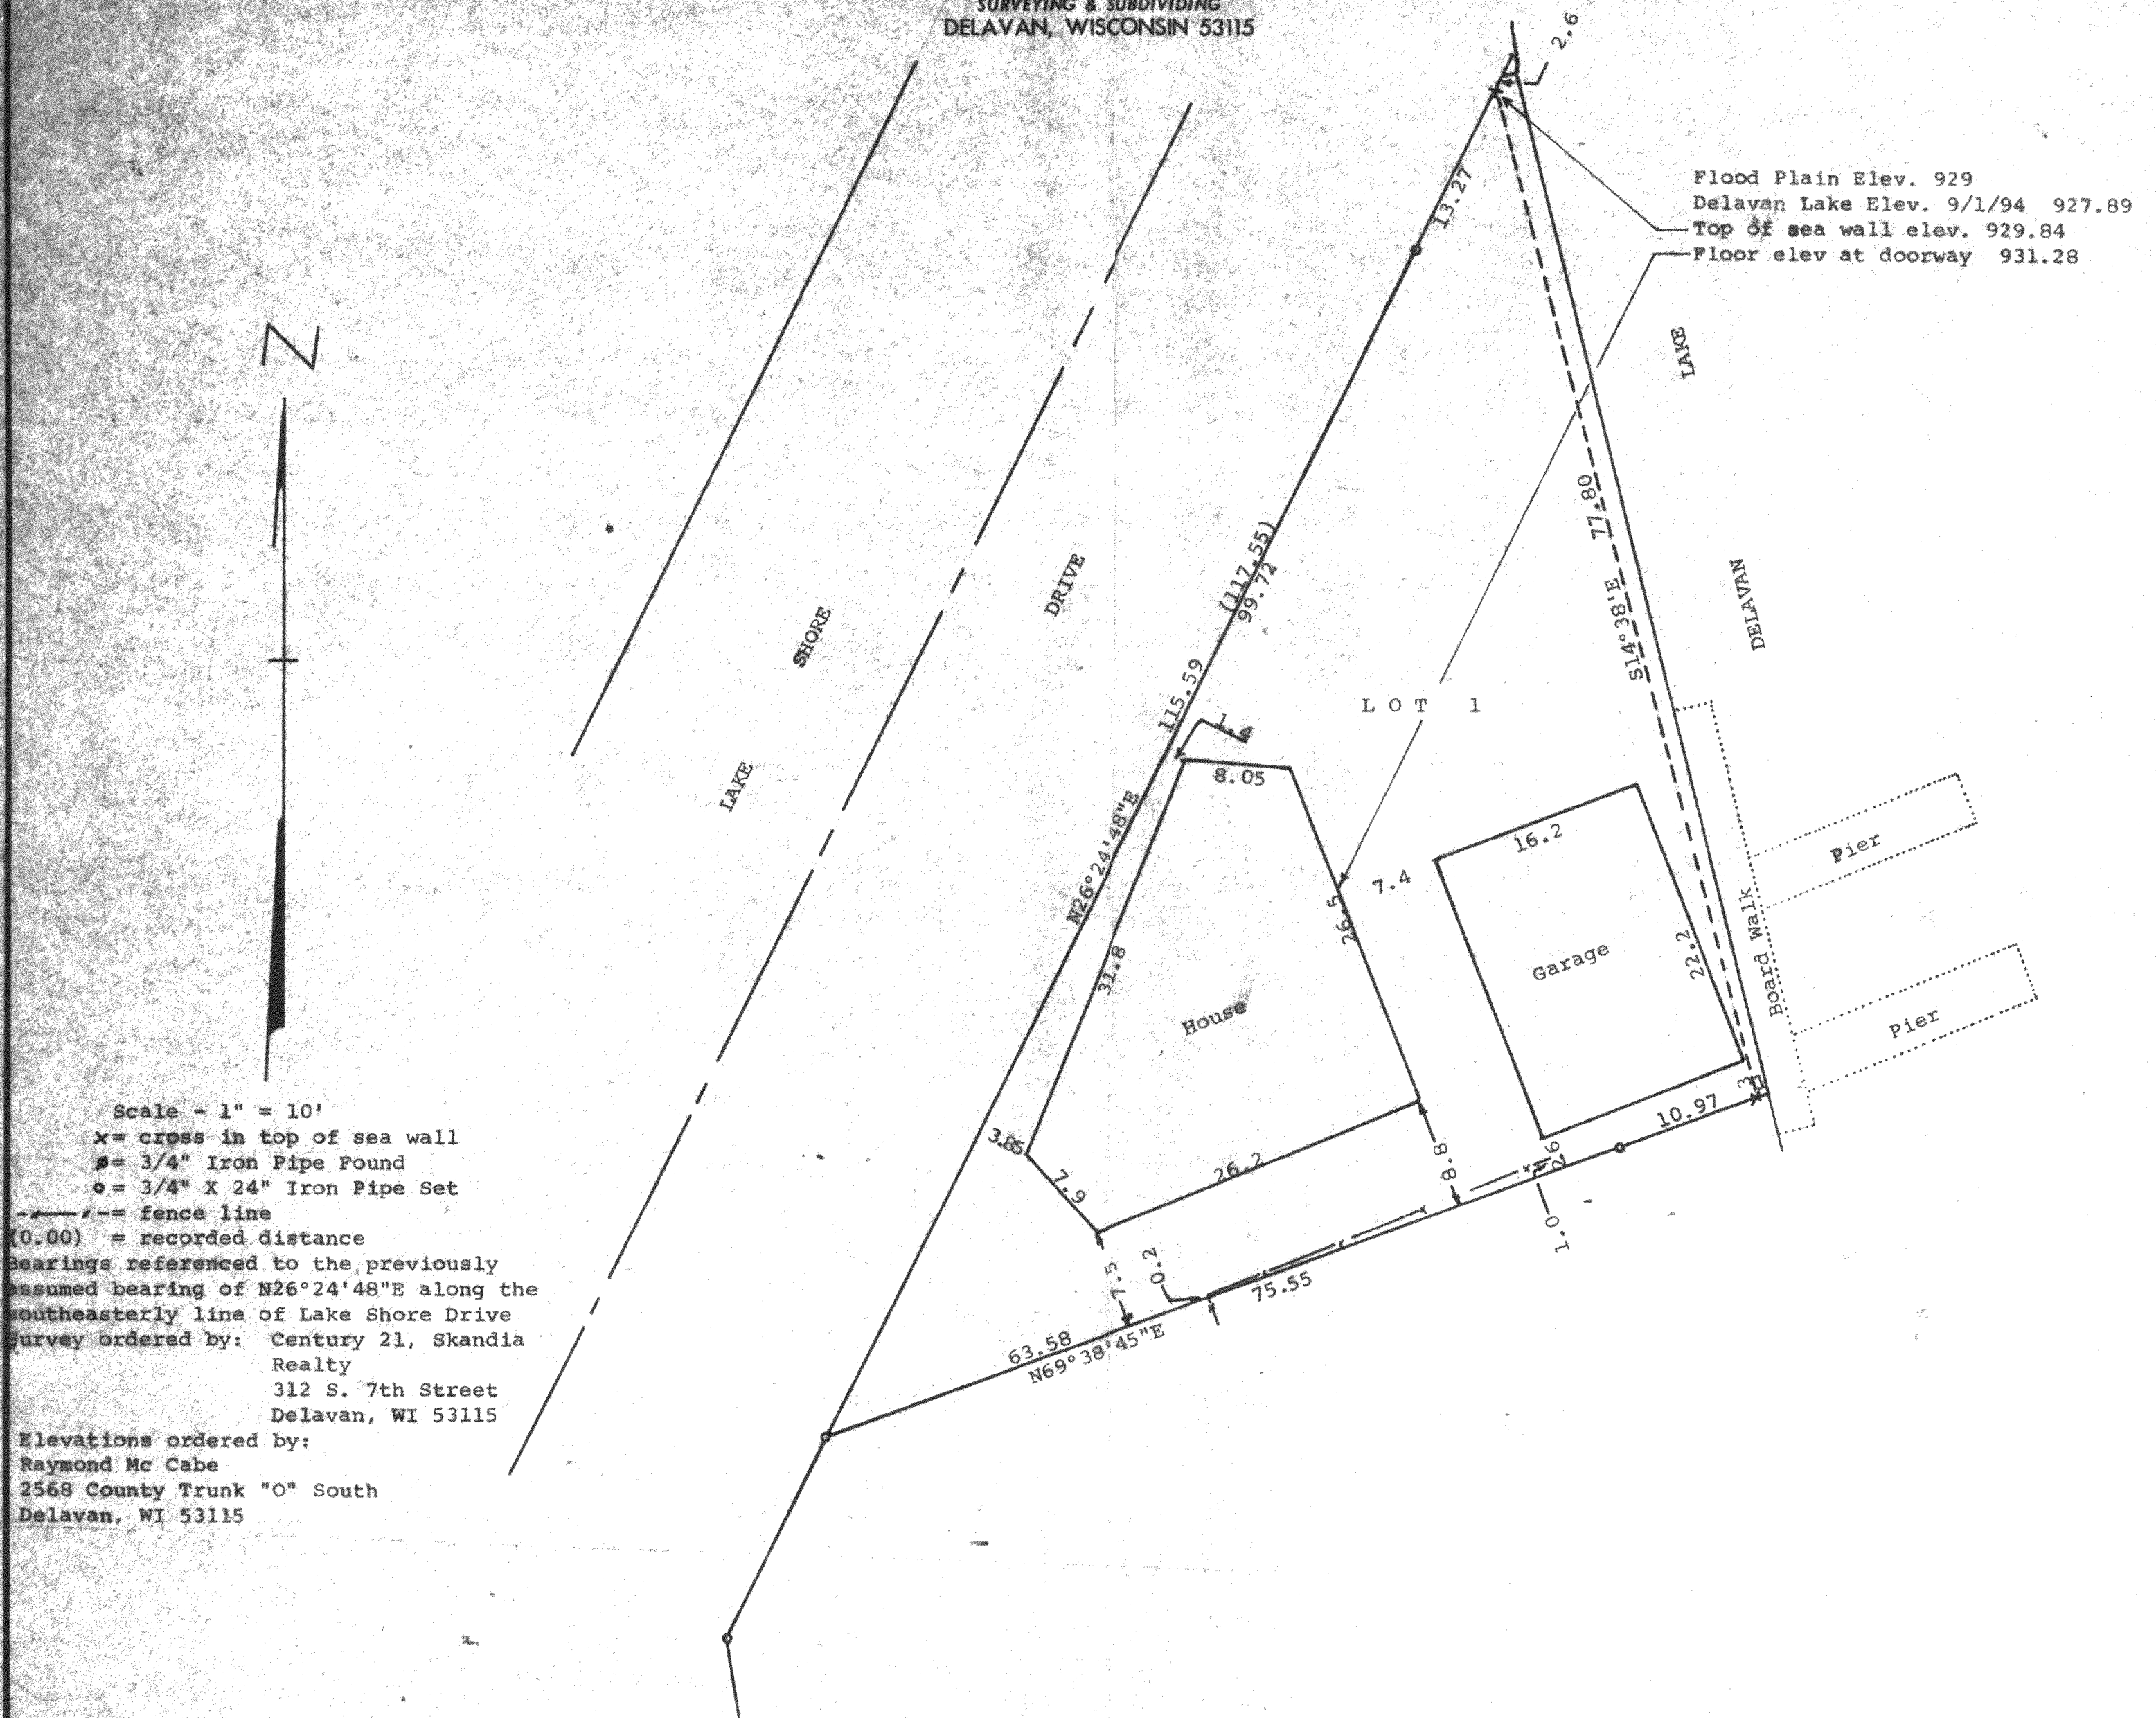 SURVEYING & SUBDIVIDING
DELAVAN, WISCONSIN 53115
2.6
Flood Plain Elev. 929
Delavan Lake Elev. 9/1/94 927.89
Top of sea wall elev. 929.84
Floor elev at doorway 931.28
N
13.27
LAKE
DELAVAN
77.80
S14°38'E
(117.55)
99.72
115.59
N26°24'48"E
LAKE SHORE DRIVE
LOT 1
1.4
8.05
31.8
26.5
7.4
16.2
22.2
House
Garage
Board Walk
Pier
Pier
3.85
7.9
26.2
8.8
2.6
10.97
1.0
7.5
0.2
75.55
63.58
N69°38'45"E
Scale - 1" = 10'
x= cross in top of sea wall
= 3/4" Iron Pipe Found
o= 3/4" X 24" Iron Pipe Set
= fence line
(0.00) = recorded distance
Bearings referenced to the previously
assumed bearing of N26°24'48"E along the
southeasterly line of Lake Shore Drive
Survey ordered by: Century 21, Skandia
Realty
312 S. 7th Street
Delavan, WI 53115
Elevations ordered by:
Raymond Mc Cabe
2568 County Trunk "O" South
Delavan, WI 53115